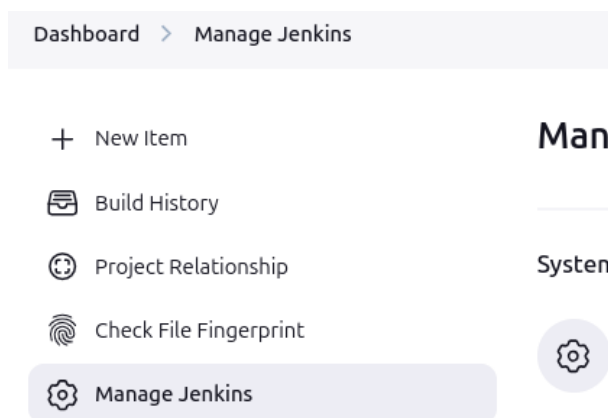 Dashboard > Manage Jenkins
New Item
Build History
Project Relationship
Check File Fingerprint
Manage Jenkins